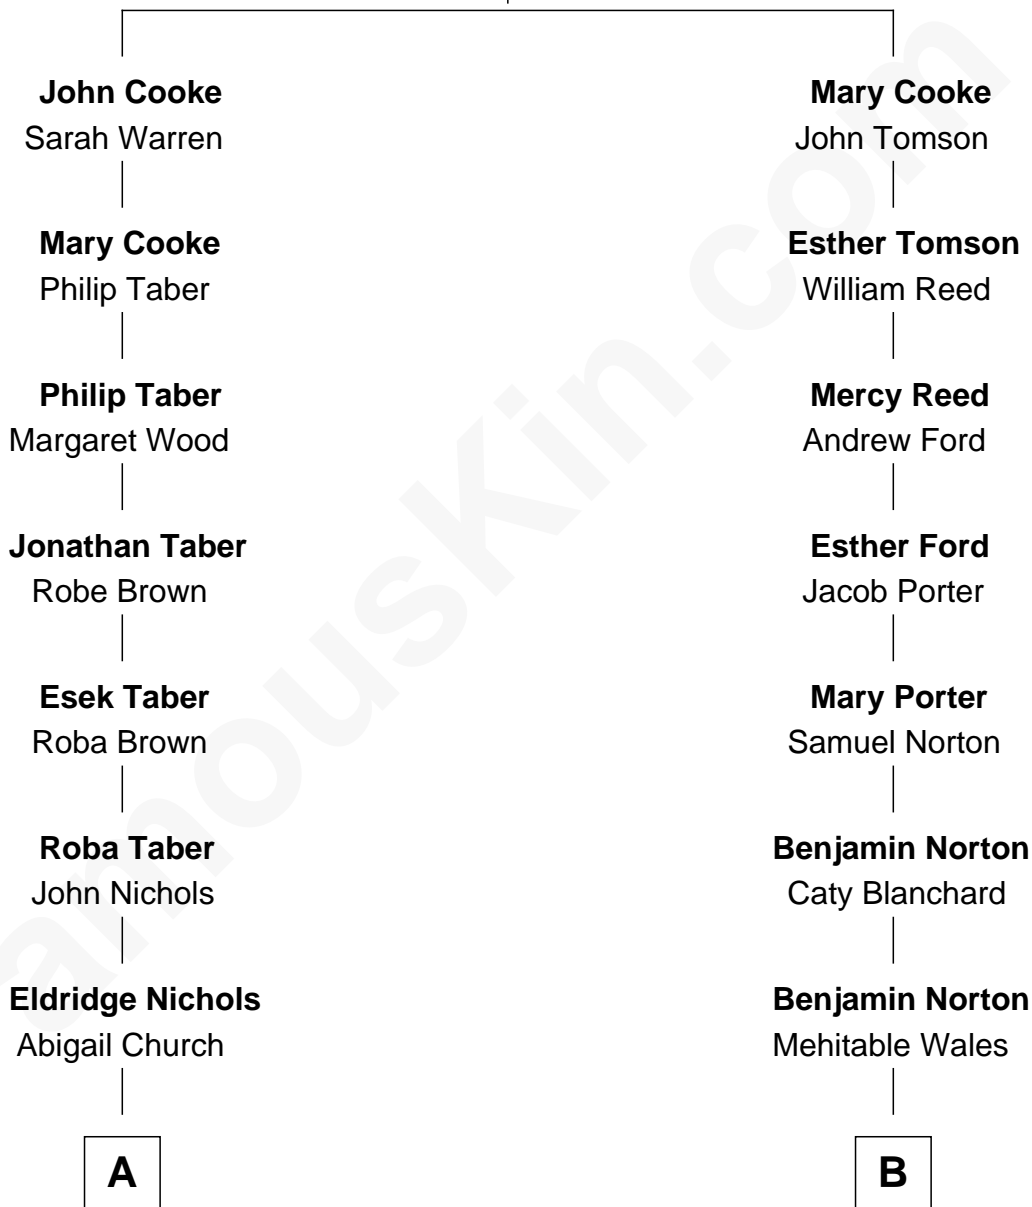 John Cooke
Sarah Warren
Mary Cooke
Philip Taber
Philip Taber
Margaret Wood
Jonathan Taber
Robe Brown
Esek Taber
Roba Brown
Roba Taber
John Nichols
Eldridge Nichols
Abigail Church
A
Mary Cooke
John Tomson
Esther Tomson
William Reed
Mercy Reed
Andrew Ford
Esther Ford
Jacob Porter
Mary Porter
Samuel Norton
Benjamin Norton
Caty Blanchard
Benjamin Norton
Mehitable Wales
B
amouskin.com